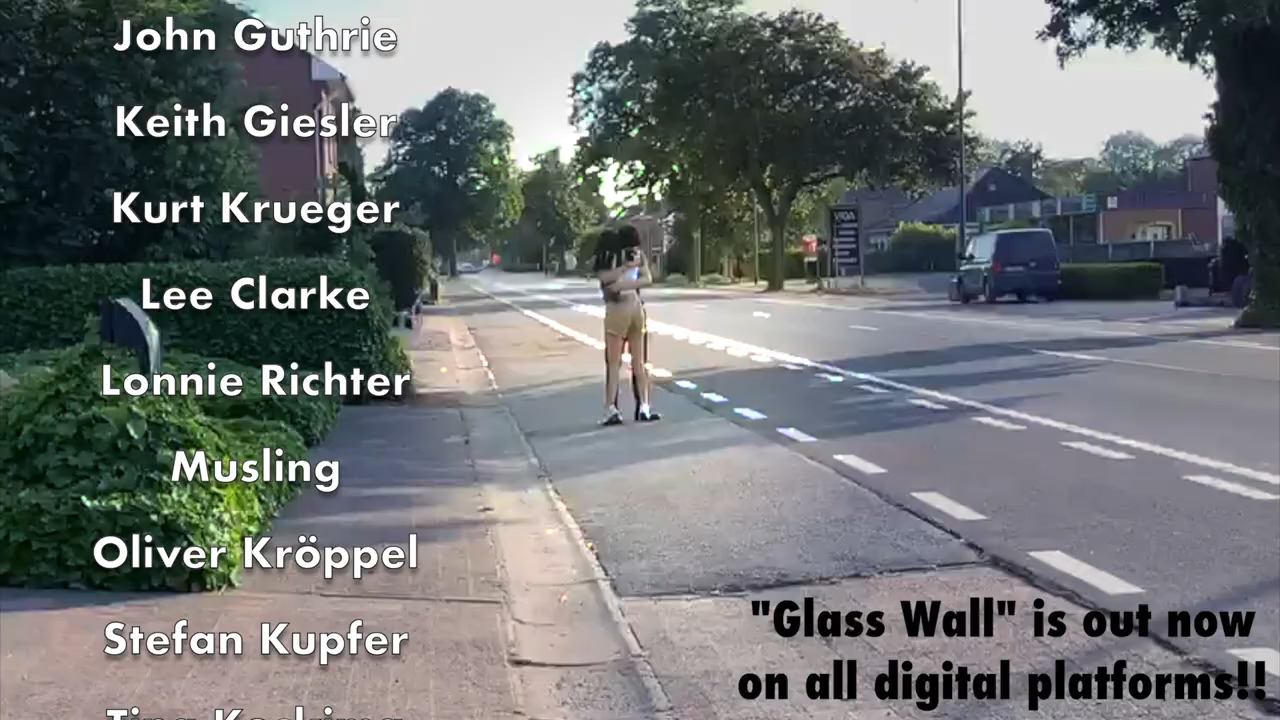 John Guthrie
Keith Giesler
Kurt Krueger
Lee Clarke
Lonnie Richter
Musling
Oliver Kröppel
Stefan Kupfer
"Glass Wall" is out now
on all digital platforms!!